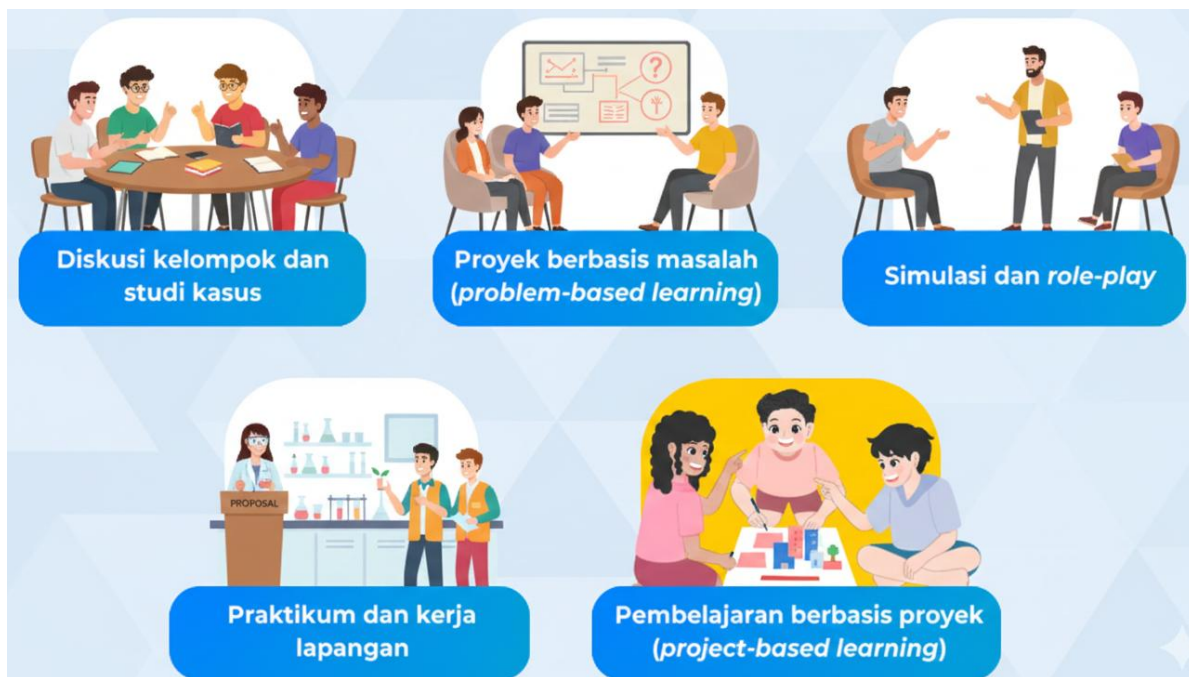 Diskusi kelompok dan
studi kasus
Proyek berbasis masalah
(problem-based learning)
Simulasi dan role-play
PROPOSAL
Praktikum dan kerja
lapangan
Pembelajaran berbasis proyek
(project-based learning)